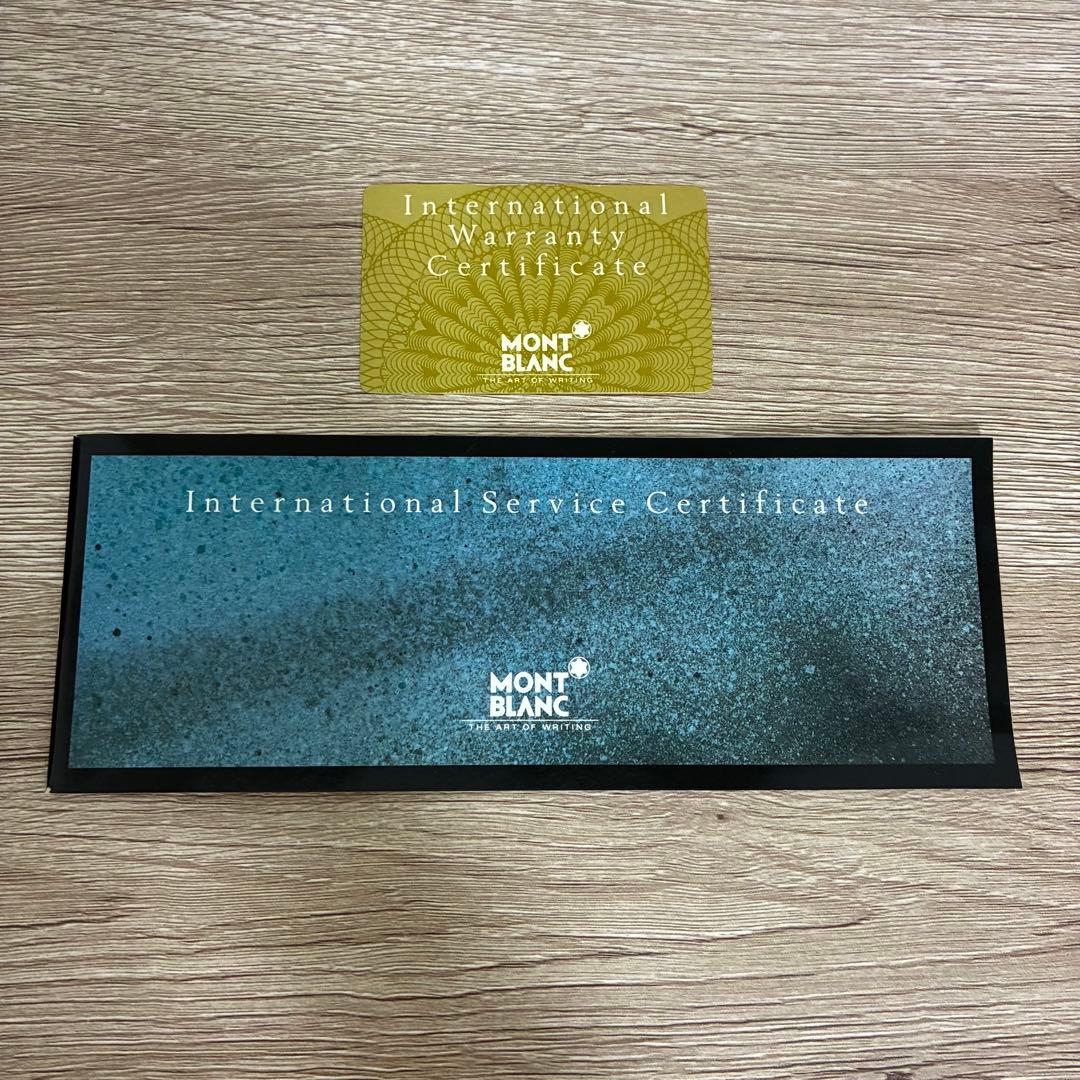 International
Warranty
Certificate
MONT
BLANC
THE ART OF WRITING
International Service Certificate
MONT
BLANC
THE ART OF WRITING